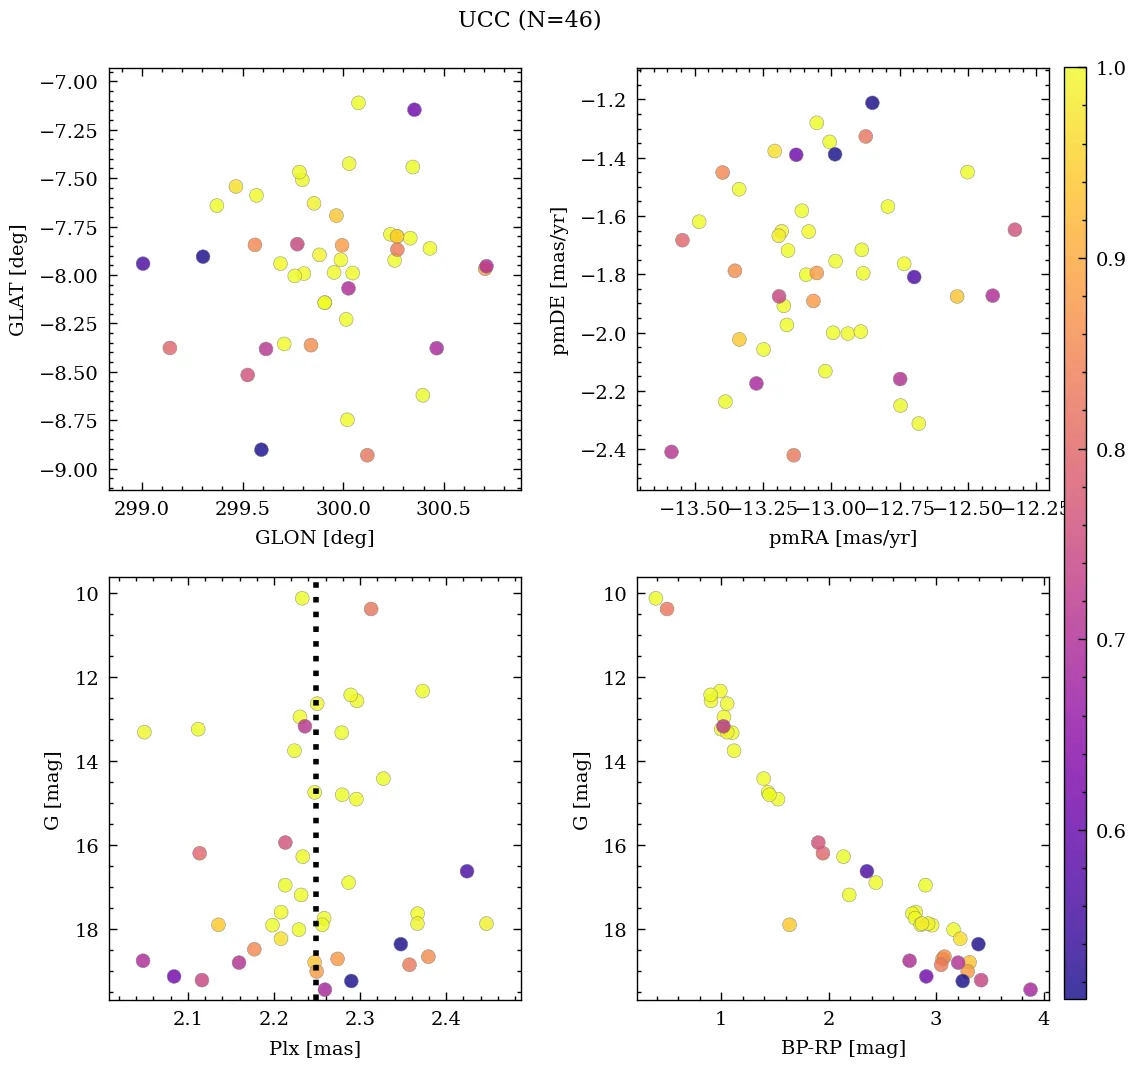 UCC (N=46)
−7.00
−7.25
−7.50
−7.75
−8.00
−8.25
−8.50
−8.75
−9.00
GLAT [deg]
299.0 299.5 300.0 300.5
GLON [deg]
−1.2
−1.4
−1.6
−1.8
−2.0
−2.2
−2.4
pmDE [mas/yr]
−13.50 −13.25 −13.00 −12.75 −12.50 −12.25
pmRA [mas/yr]
1.0
0.9
0.8
0.7
0.6
10
12
14
16
18
G [mag]
2.1 2.2 2.3 2.4
Plx [mas]
10
12
14
16
18
G [mag]
1 2 3 4
BP-RP [mag]